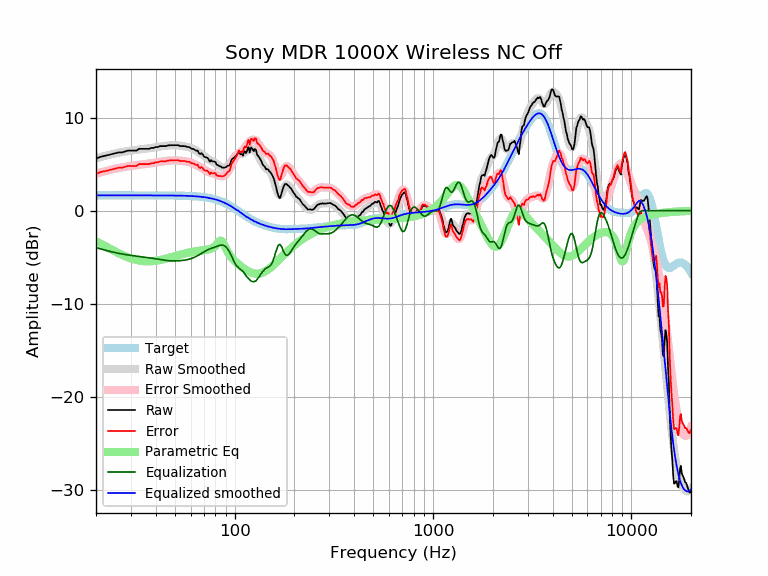 Sony MDR 1000X Wireless NC Off
Amplitude (dBr)
10
0
−10
−20
−30
Target
Raw Smoothed
Error Smoothed
Raw
Error
Parametric Eq
Equalization
Equalized smoothed
100
1000
10000
Frequency (Hz)